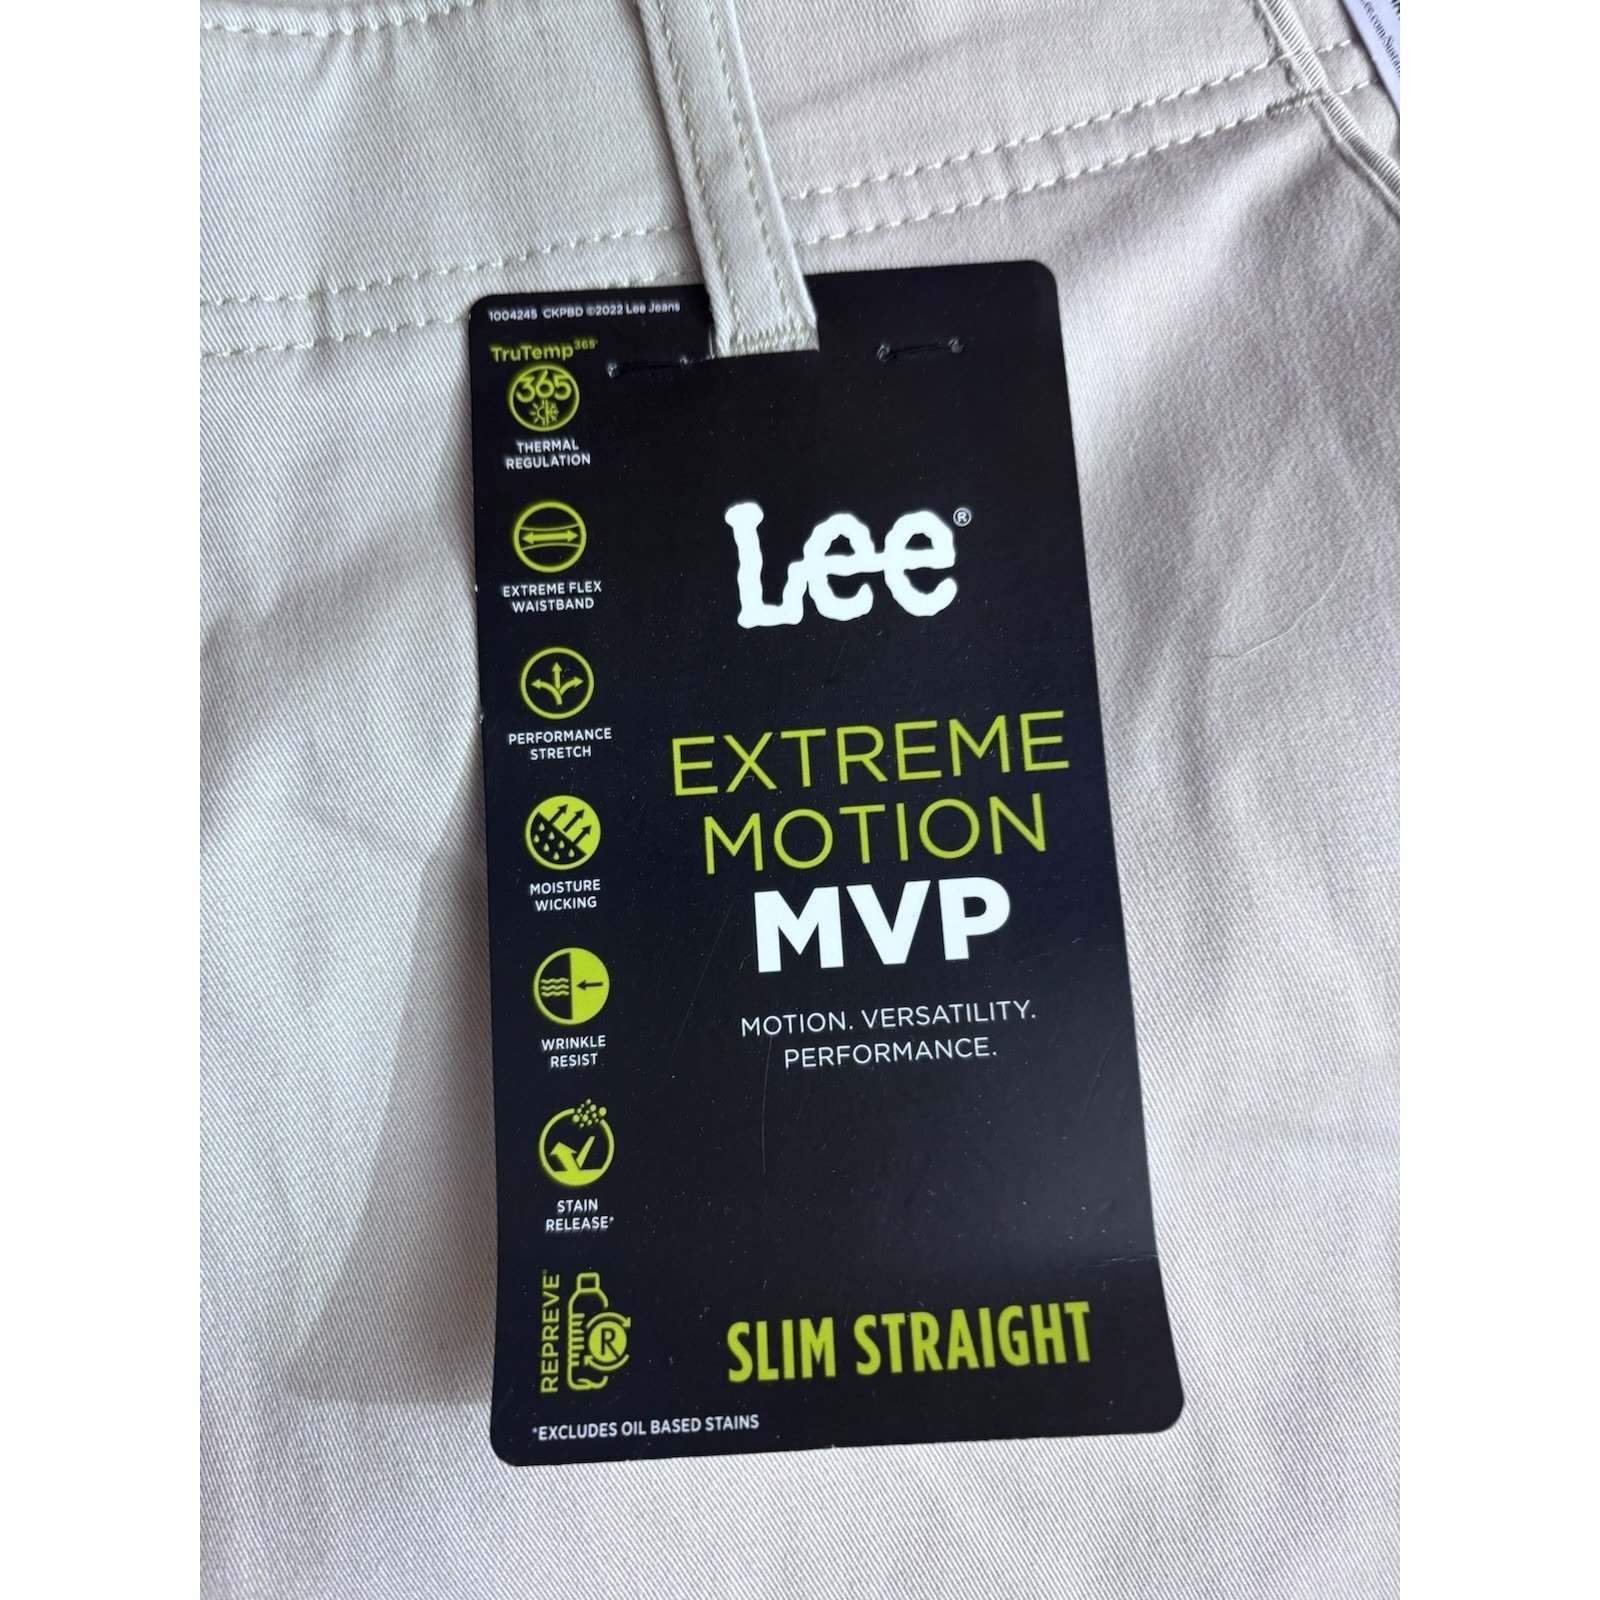 1004245 CKPBD ©2022 Lee Jeans
TruTemp365®
365
THERMAL
REGULATION
EXTREME FLEX
WAISTBAND
PERFORMANCE
STRETCH
MOISTURE
WICKING
WRINKLE
RESIST
STAIN
RELEASE*
REPREVE®
R
*EXCLUDES OIL BASED STAINS
Lee®
EXTREME
MOTION
MVP
MOTION. VERSATILITY.
PERFORMANCE.
SLIM STRAIGHT